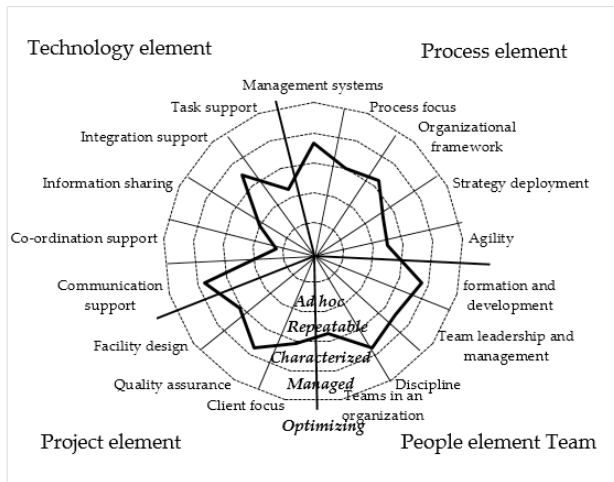 Technology element
Process element
Management systems
Task support
Process focus
Integration support
Organizational
framework
Information sharing
Strategy deployment
Co-ordination support
Agility
Communication
support
formation and
development
Ad hoc
Repeatable
Team leadership and
management
Facility design
Characterized
Quality assurance
Managed
Discipline
Client focus
Teams in an
organization
Optimizing
Project element
People element Team